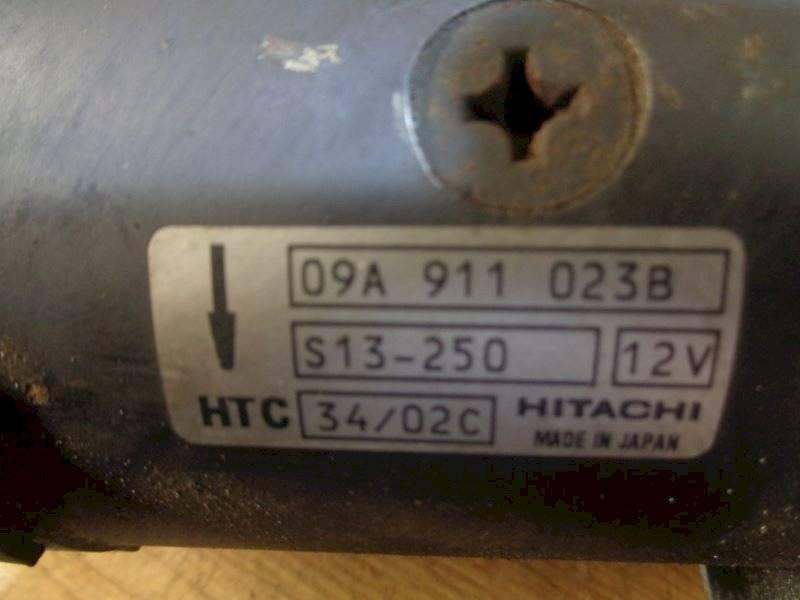 09A 911 023B
S13-250 12V
HTC 34/02C HITACHI
MADE IN JAPAN